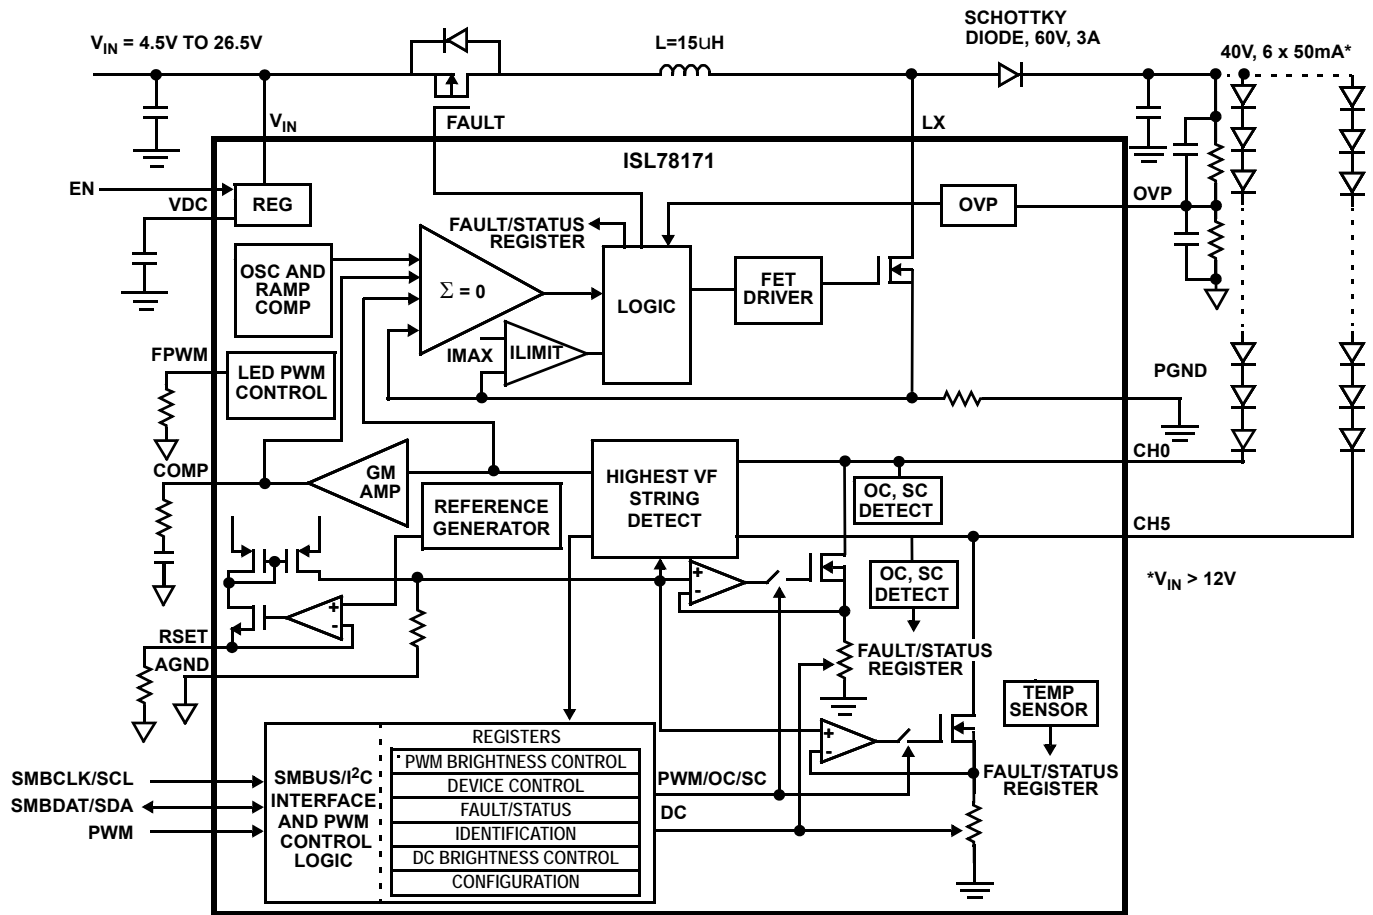 V_IN = 4.5V TO 26.5V
L=15uH
SCHOTTKY
DIODE, 60V, 3A
40V, 6 x 50mA*
V_IN
FAULT
LX
ISL78171
EN
REG
VDC
OVP
OVP
FAULT/STATUS
REGISTER
OSC AND
RAMP
COMP
Σ = 0
LOGIC
FET
DRIVER
IMAX
ILIMIT
FPWM
LED PWM
CONTROL
PGND
COMP
GM
AMP
HIGHEST VF
STRING
DETECT
CH0
OC, SC
DETECT
REFERENCE
GENERATOR
CH5
+
-
OC, SC
DETECT
*V_IN > 12V
+
-
RSET
AGND
FAULT/STATUS
REGISTER
TEMP
SENSOR
+
-
FAULT/STATUS
REGISTER
SMBCLK/SCL
SMBDAT/SDA
PWM
SMBUS/I²C
INTERFACE
AND PWM
CONTROL
LOGIC
REGISTERS
PWM BRIGHTNESS CONTROL
DEVICE CONTROL
FAULT/STATUS
IDENTIFICATION
DC BRIGHTNESS CONTROL
CONFIGURATION
PWM/OC/SC
DC